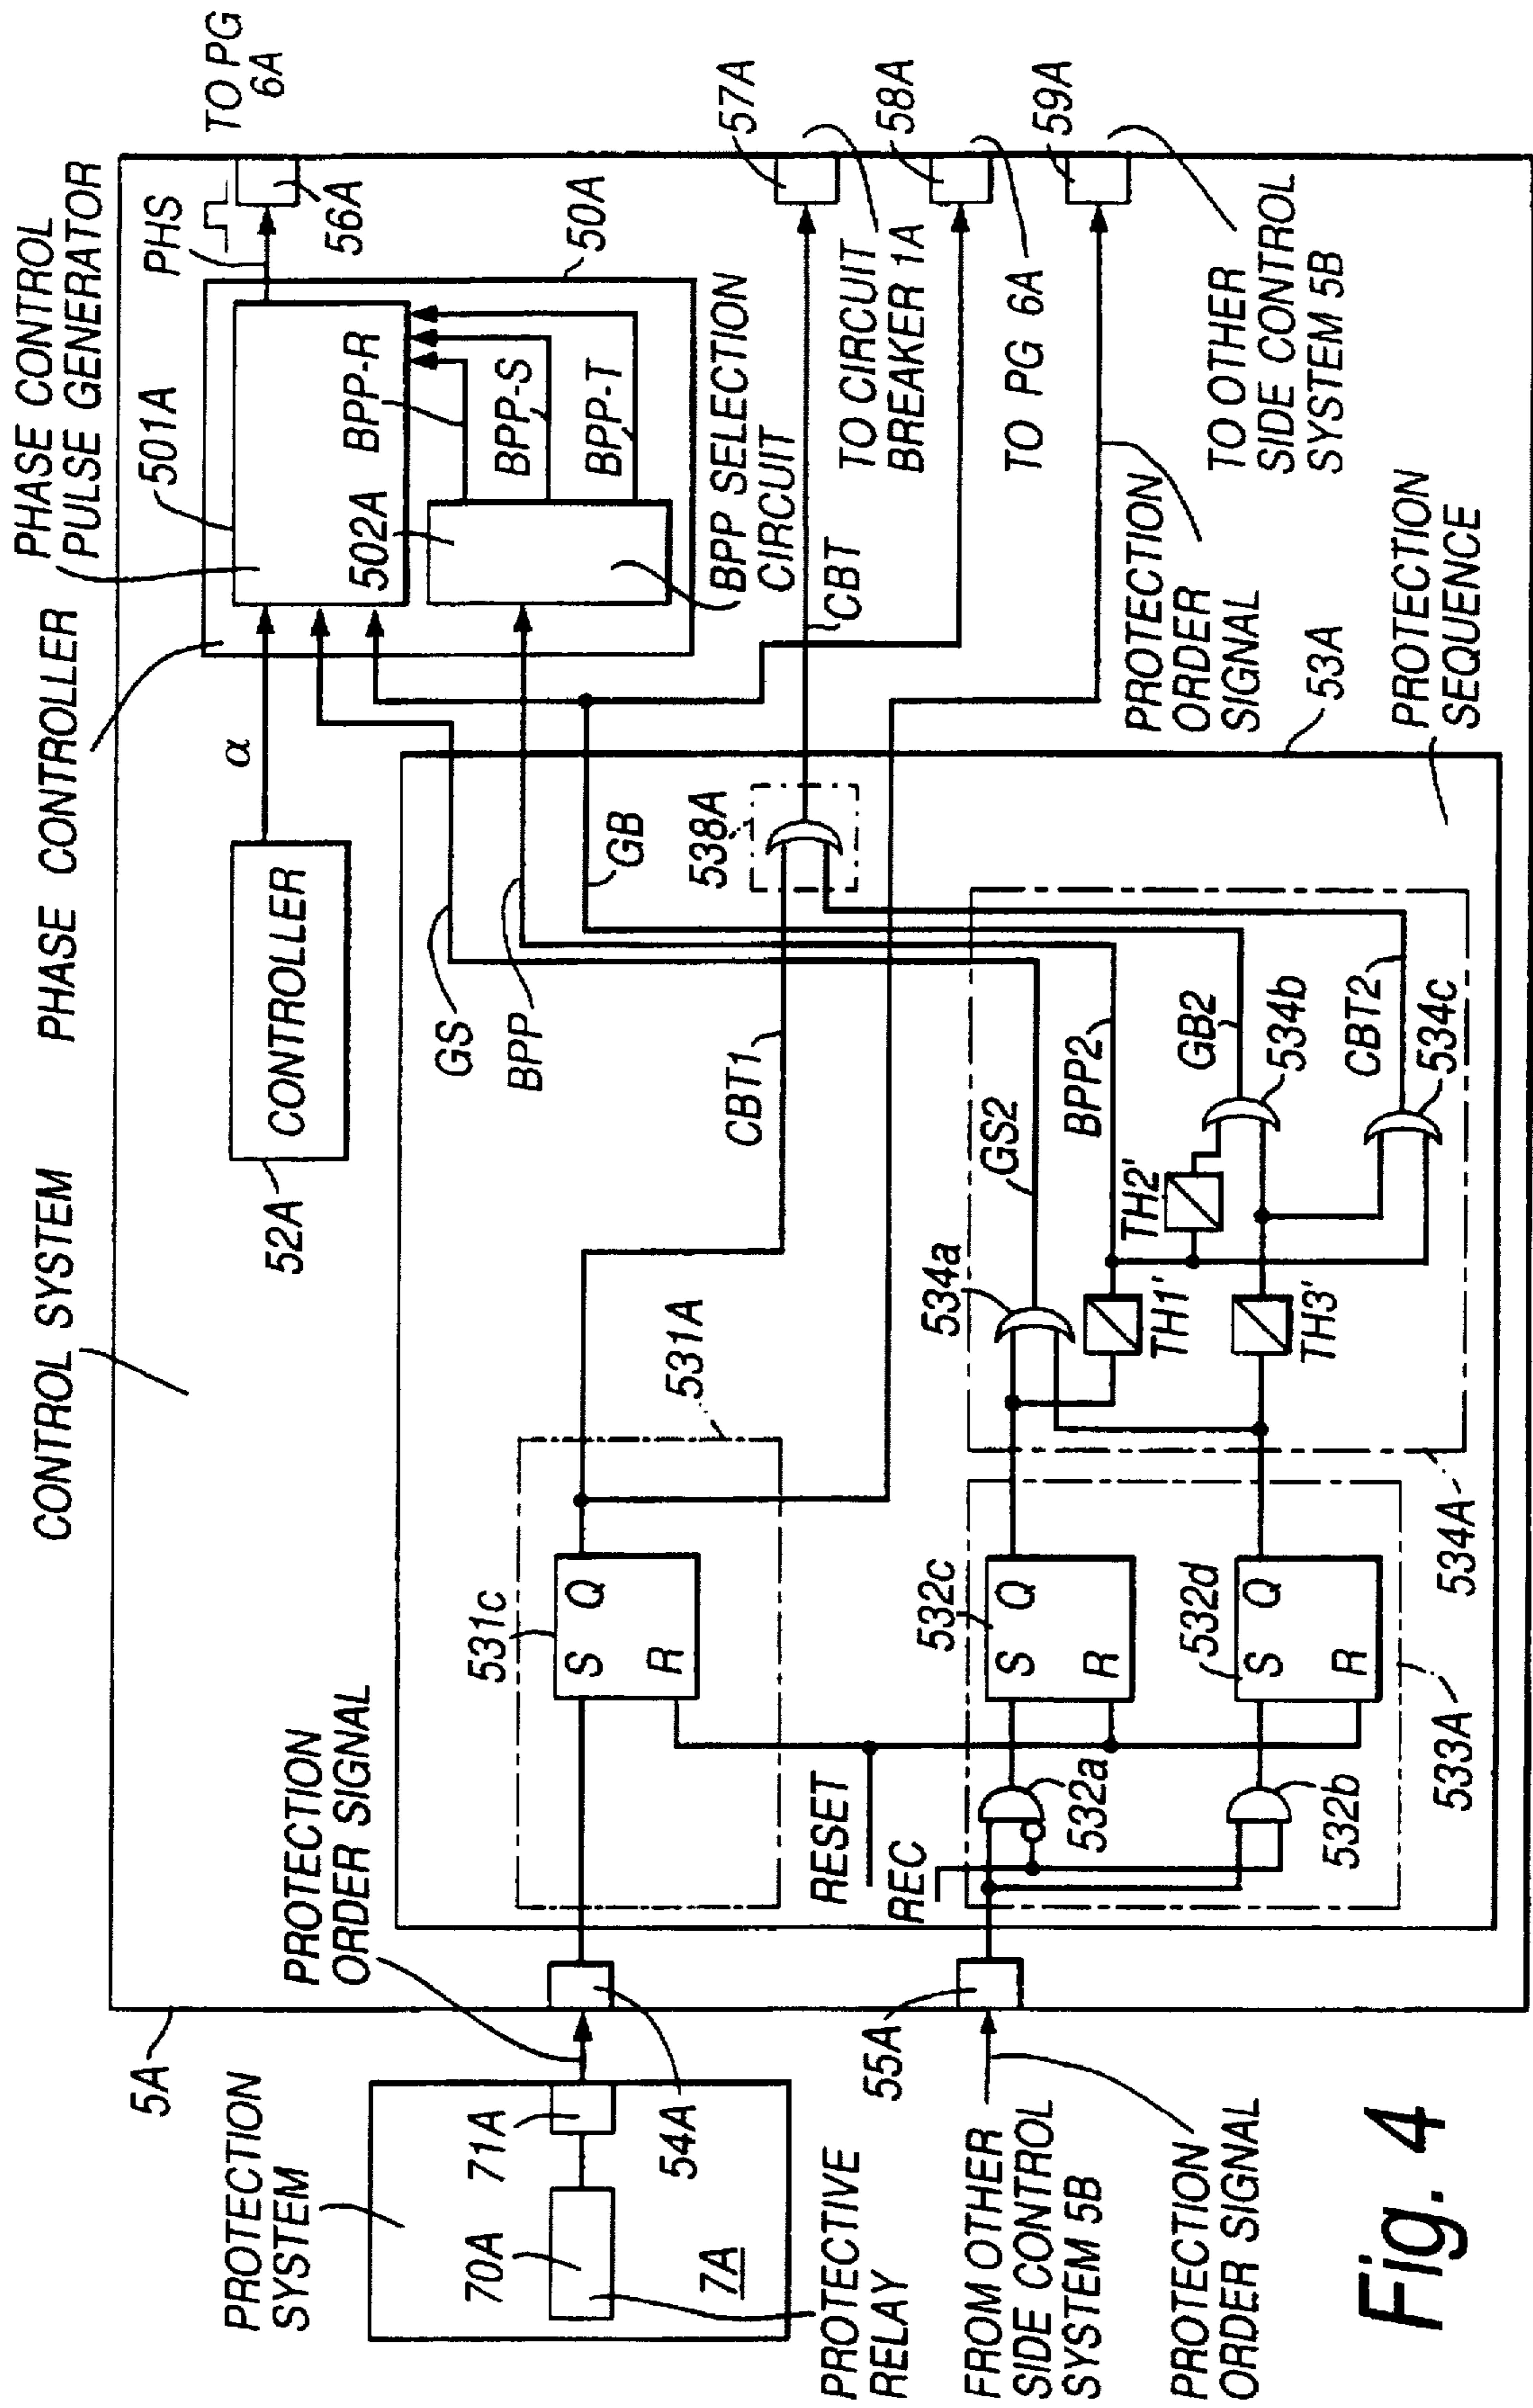 CONTROL SYSTEM
PHASE CONTROLLER
PHASE CONTROL
PULSE GENERATOR
5A
52A
CONTROLLER
α
501A
PHS
TO PG
6A
56A
50A
502A
BPP-R
BPP-S
BPP-T
BPP SELECTION
CIRCUIT
PROTECTION
SYSTEM
70A
71A
7A
PROTECTIVE
RELAY
PROTECTION
ORDER SIGNAL
54A
531c
S Q
R
531A
GS
BPP
GB
CBT1
538A
CBT
57A
TO CIRCUIT
BREAKER 1A
58A
TO PG 6A
59A
TO OTHER
SIDE CONTROL
SYSTEM 5B
PROTECTION
ORDER
SIGNAL
RESET
REC
55A
FROM OTHER
SIDE CONTROL
SYSTEM 5B
PROTECTION
ORDER SIGNAL
532a
532b
532c
S Q
R
532d
S Q
R
533A
534A
534a
TH1'
TH2'
TH3'
GS2
BPP2
GB2
534b
CBT2
534c
53A
PROTECTION
SEQUENCE
Fig. 4